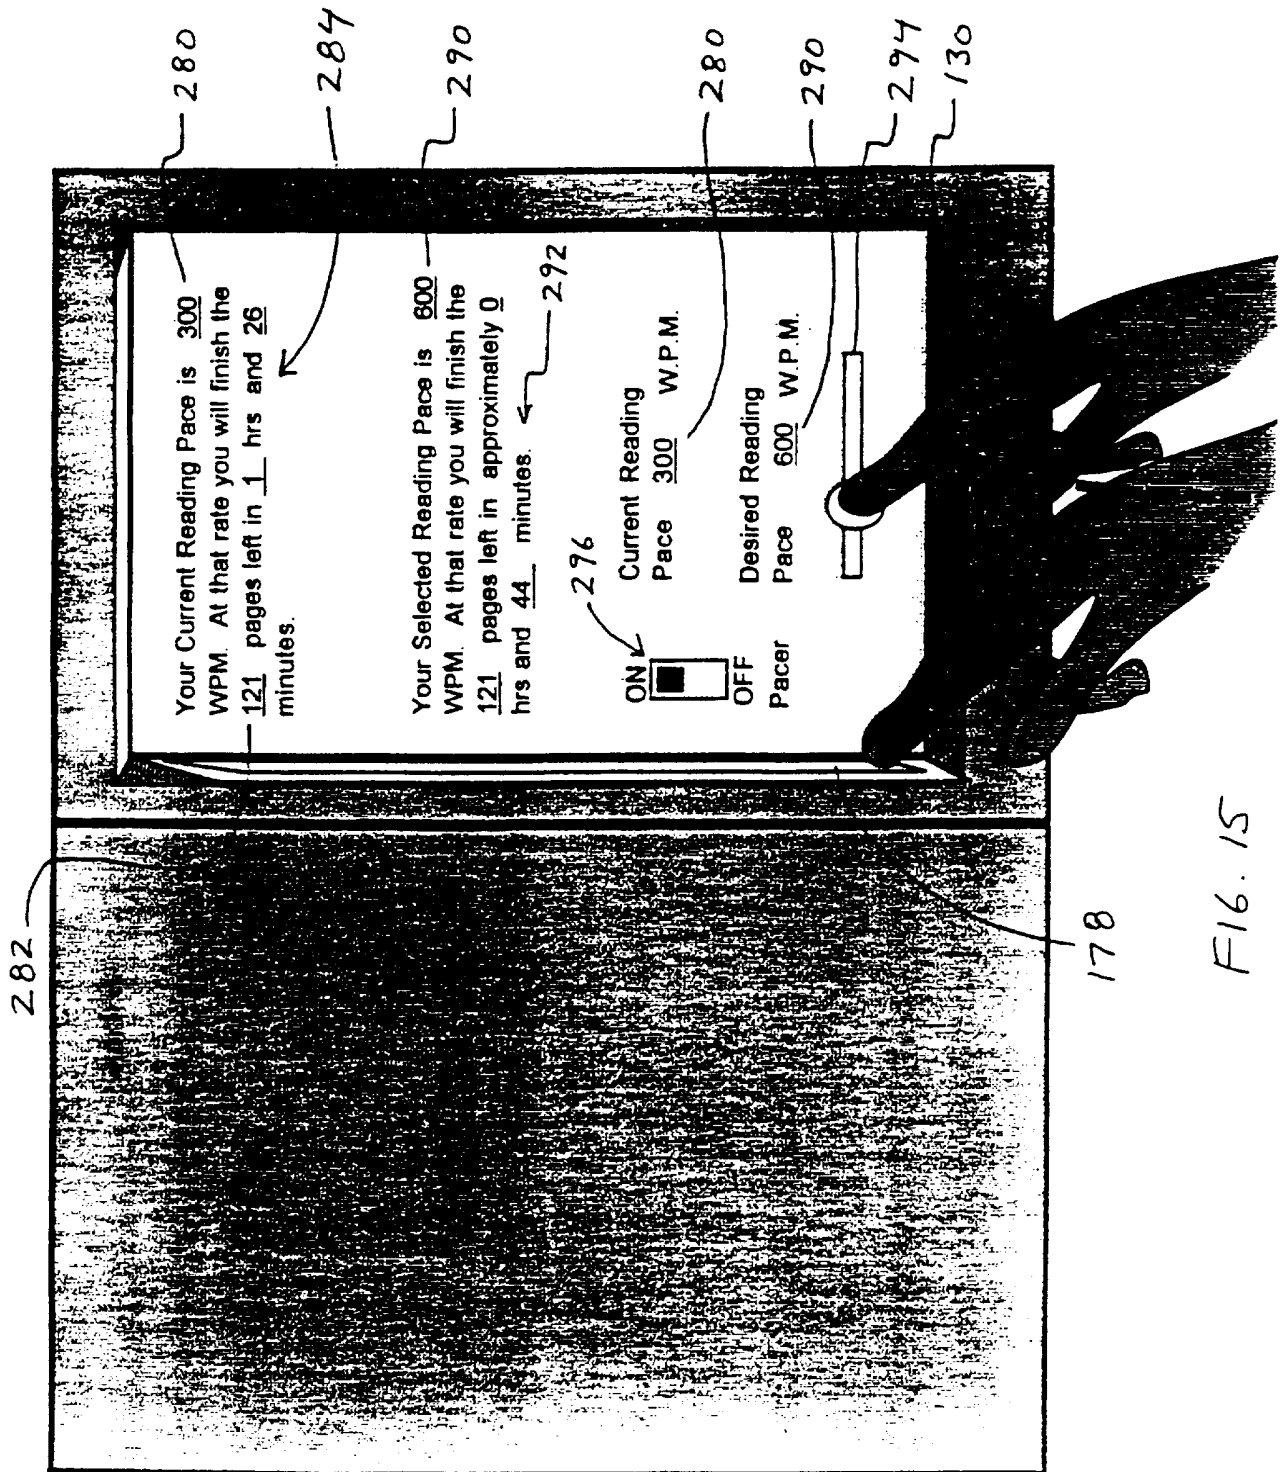 282
280
284
290
Your Current Reading Pace is 300
WPM. At that rate you will finish the
121 pages left in 1 hrs and 26
minutes.
Your Selected Reading Pace is 600
WPM. At that rate you will finish the
121 pages left in approximately 0
hrs and 44 minutes.
292
296
ON
OFF
Pacer
Current Reading
Pace 300 W.P.M.
Desired Reading
Pace 600 W.P.M.
280
290
294
130
178
FIG. 15